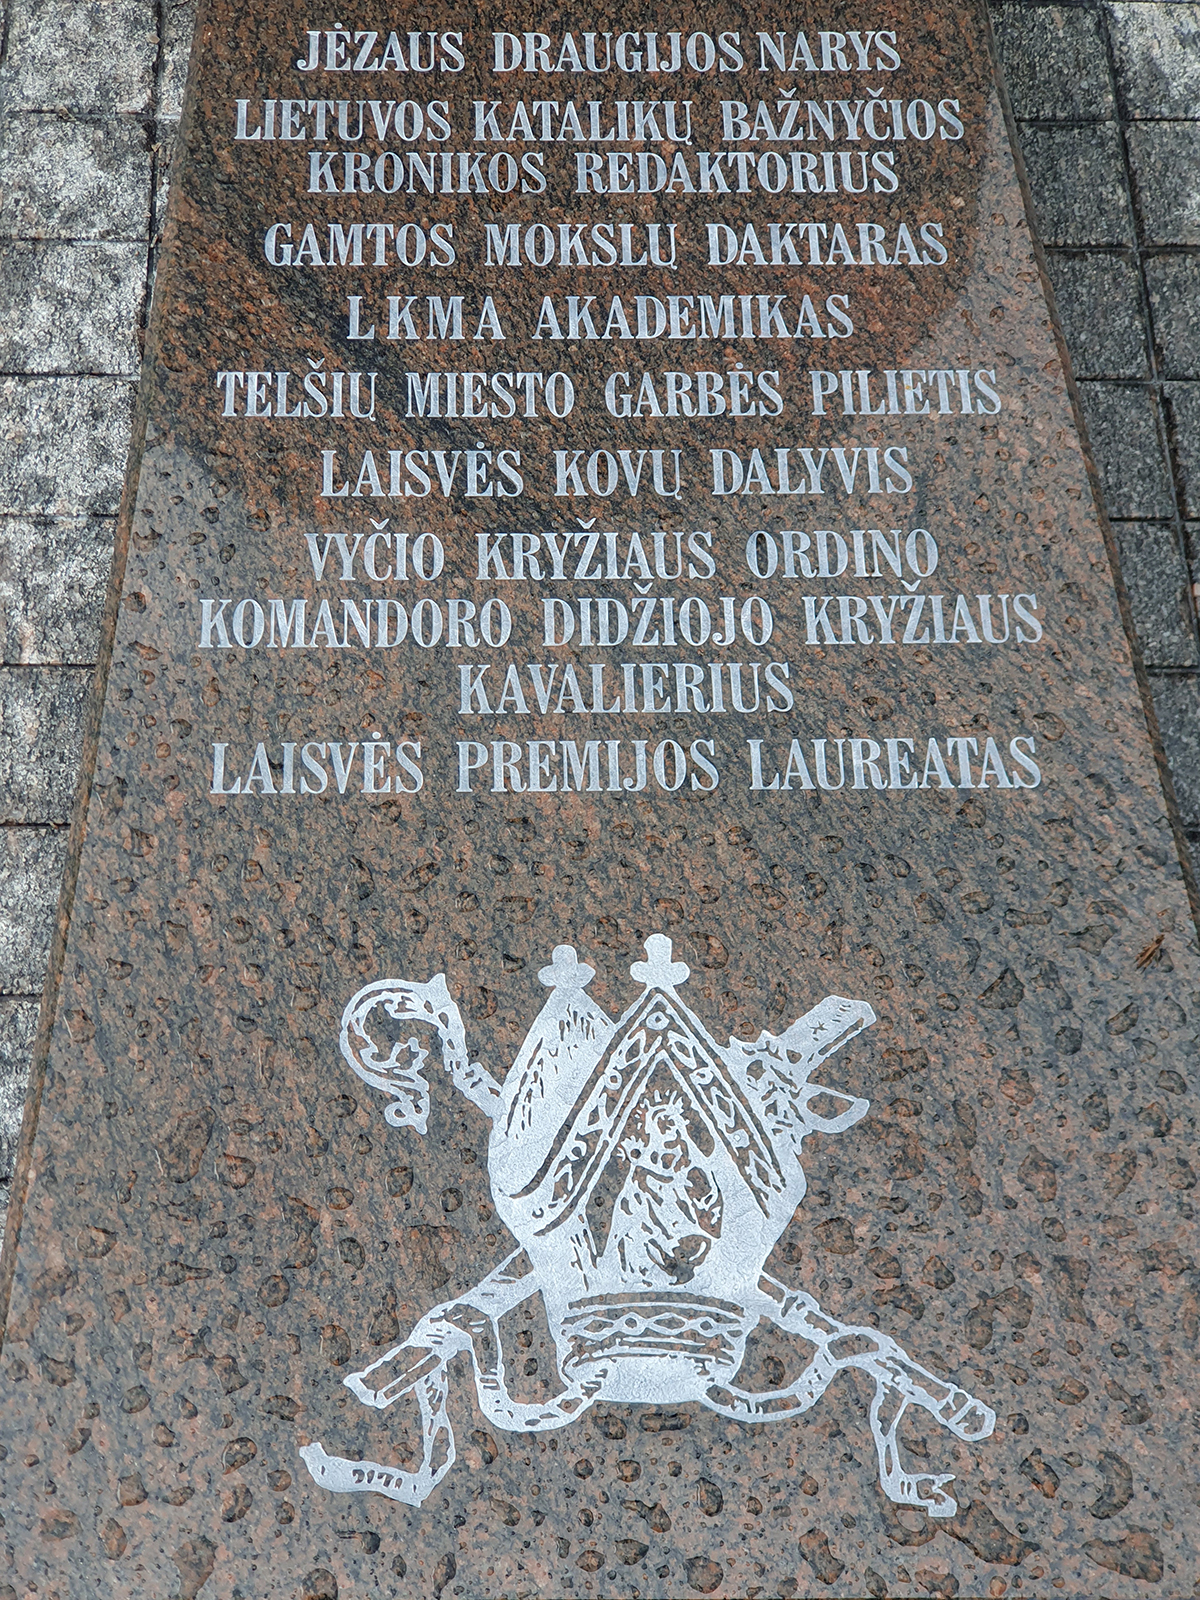 JĖZAUS DRAUGIJOS NARYS
LIETUVOS KATALIKŲ BAŽNYČIOS
KRONIKOS REDAKTORIUS
GAMTOS MOKSLŲ DAKTARAS
LKMA AKADEMIKAS
TELŠIŲ MIESTO GARBĖS PILIETIS
LAISVĖS KOVŲ DALYVIS
VYČIO KRYŽIAUS ORDINO
KOMANDORO DIDŽIOJO KRYŽIAUS
KAVALIERIUS
LAISVĖS PREMIJOS LAUREATAS